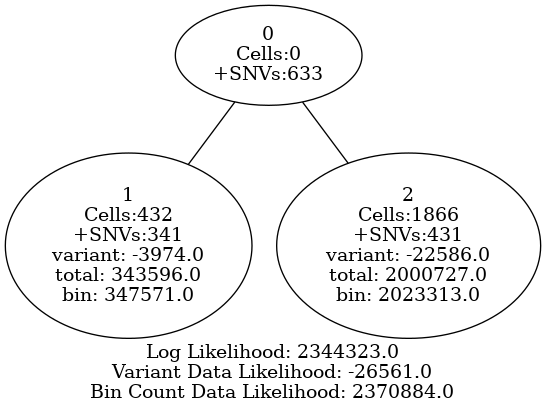 0
Cells:0
+SNVs:633
1
Cells:432
+SNVs:341
variant: -3974.0
total: 343596.0
bin: 347571.0
2
Cells:1866
+SNVs:431
variant: -22586.0
total: 2000727.0
bin: 2023313.0
Log Likelihood: 2344323.0
Variant Data Likelihood: -26561.0
Bin Count Data Likelihood: 2370884.0